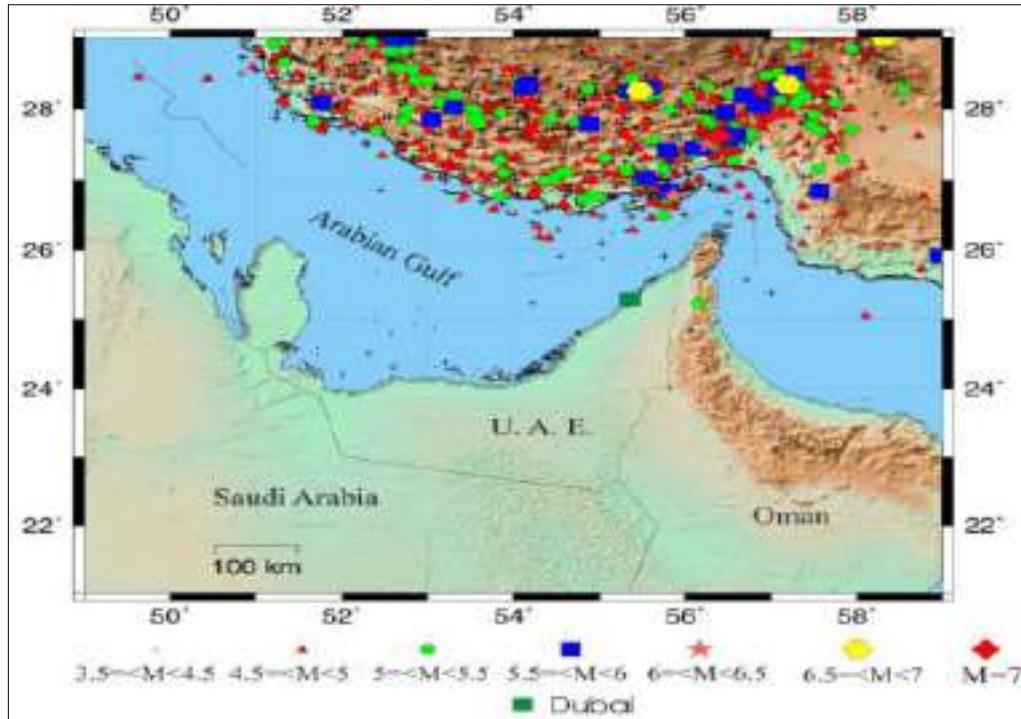 50° 52° 54° 56° 58°
28° 28°
26° 26°
Arabian Gulf
24° 24°
U. A. E.
Saudi Arabia
22° Oman 22°
100 km
50° 52° 54° 56° 58°
3.5=<M<4.5 4.5=<M<5 5=<M<5.5 5.5=<M<6 6=<M<6.5 6.5=<M<7 M=7
Dubai